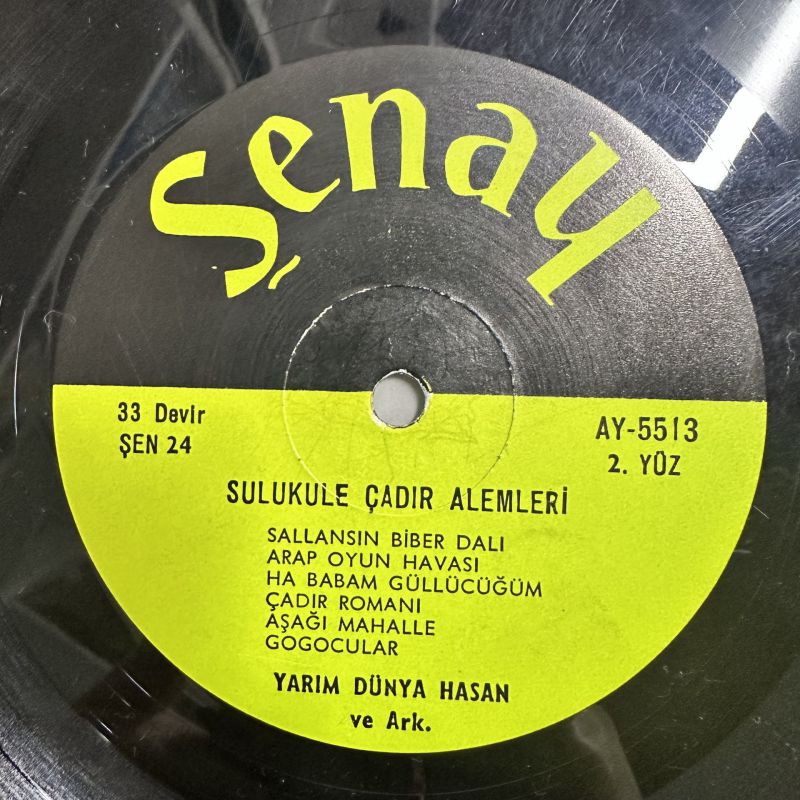 Şenay
33 Devir
ŞEN 24
AY-5513
2. YÜZ
SULUKULE ÇADIR ALEMLERİ
SALLANSIN BİBER DALI
ARAP OYUN HAVASI
HA BABAM GÜLLÜCÜĞÜM
ÇADIR ROMANI
AŞAĞI MAHALLE
GOGOCULAR
YARIM DÜNYA HASAN
ve Ark.